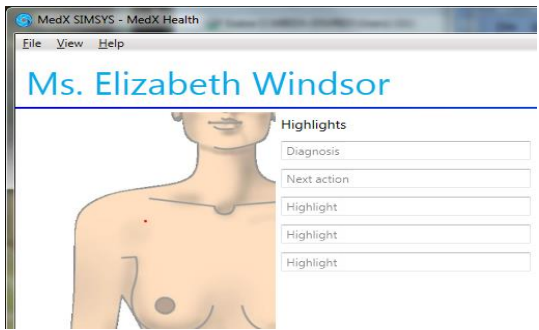 MedX SIMSYS - MedX Health
File View Help
Ms. Elizabeth Windsor
Highlights
Diagnosis
Next action
Highlight
Highlight
Highlight